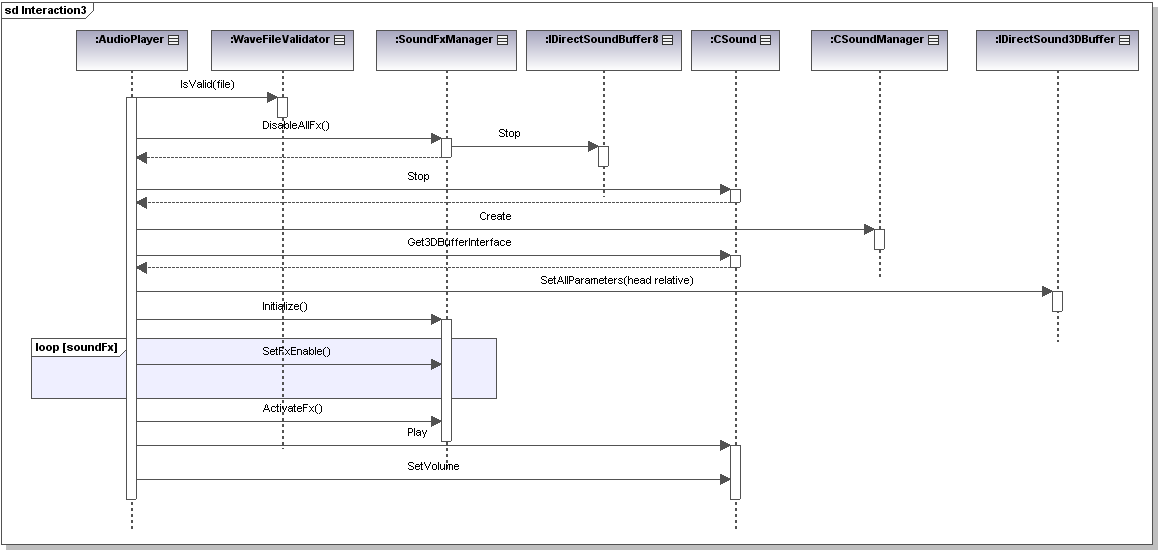 sd Interaction3
:AudioPlayer
:WaveFileValidator
:SoundFxManager
:IDirectSoundBuffer8
:CSound
:CSoundManager
:IDirectSound3DBuffer
IsValid(file)
DisableAllFx()
Stop
Stop
Create
Get3DBufferInterface
SetAllParameters(head relative)
Initialize()
loop [soundFx]
SetFxEnable()
ActivateFx()
Play
SetVolume